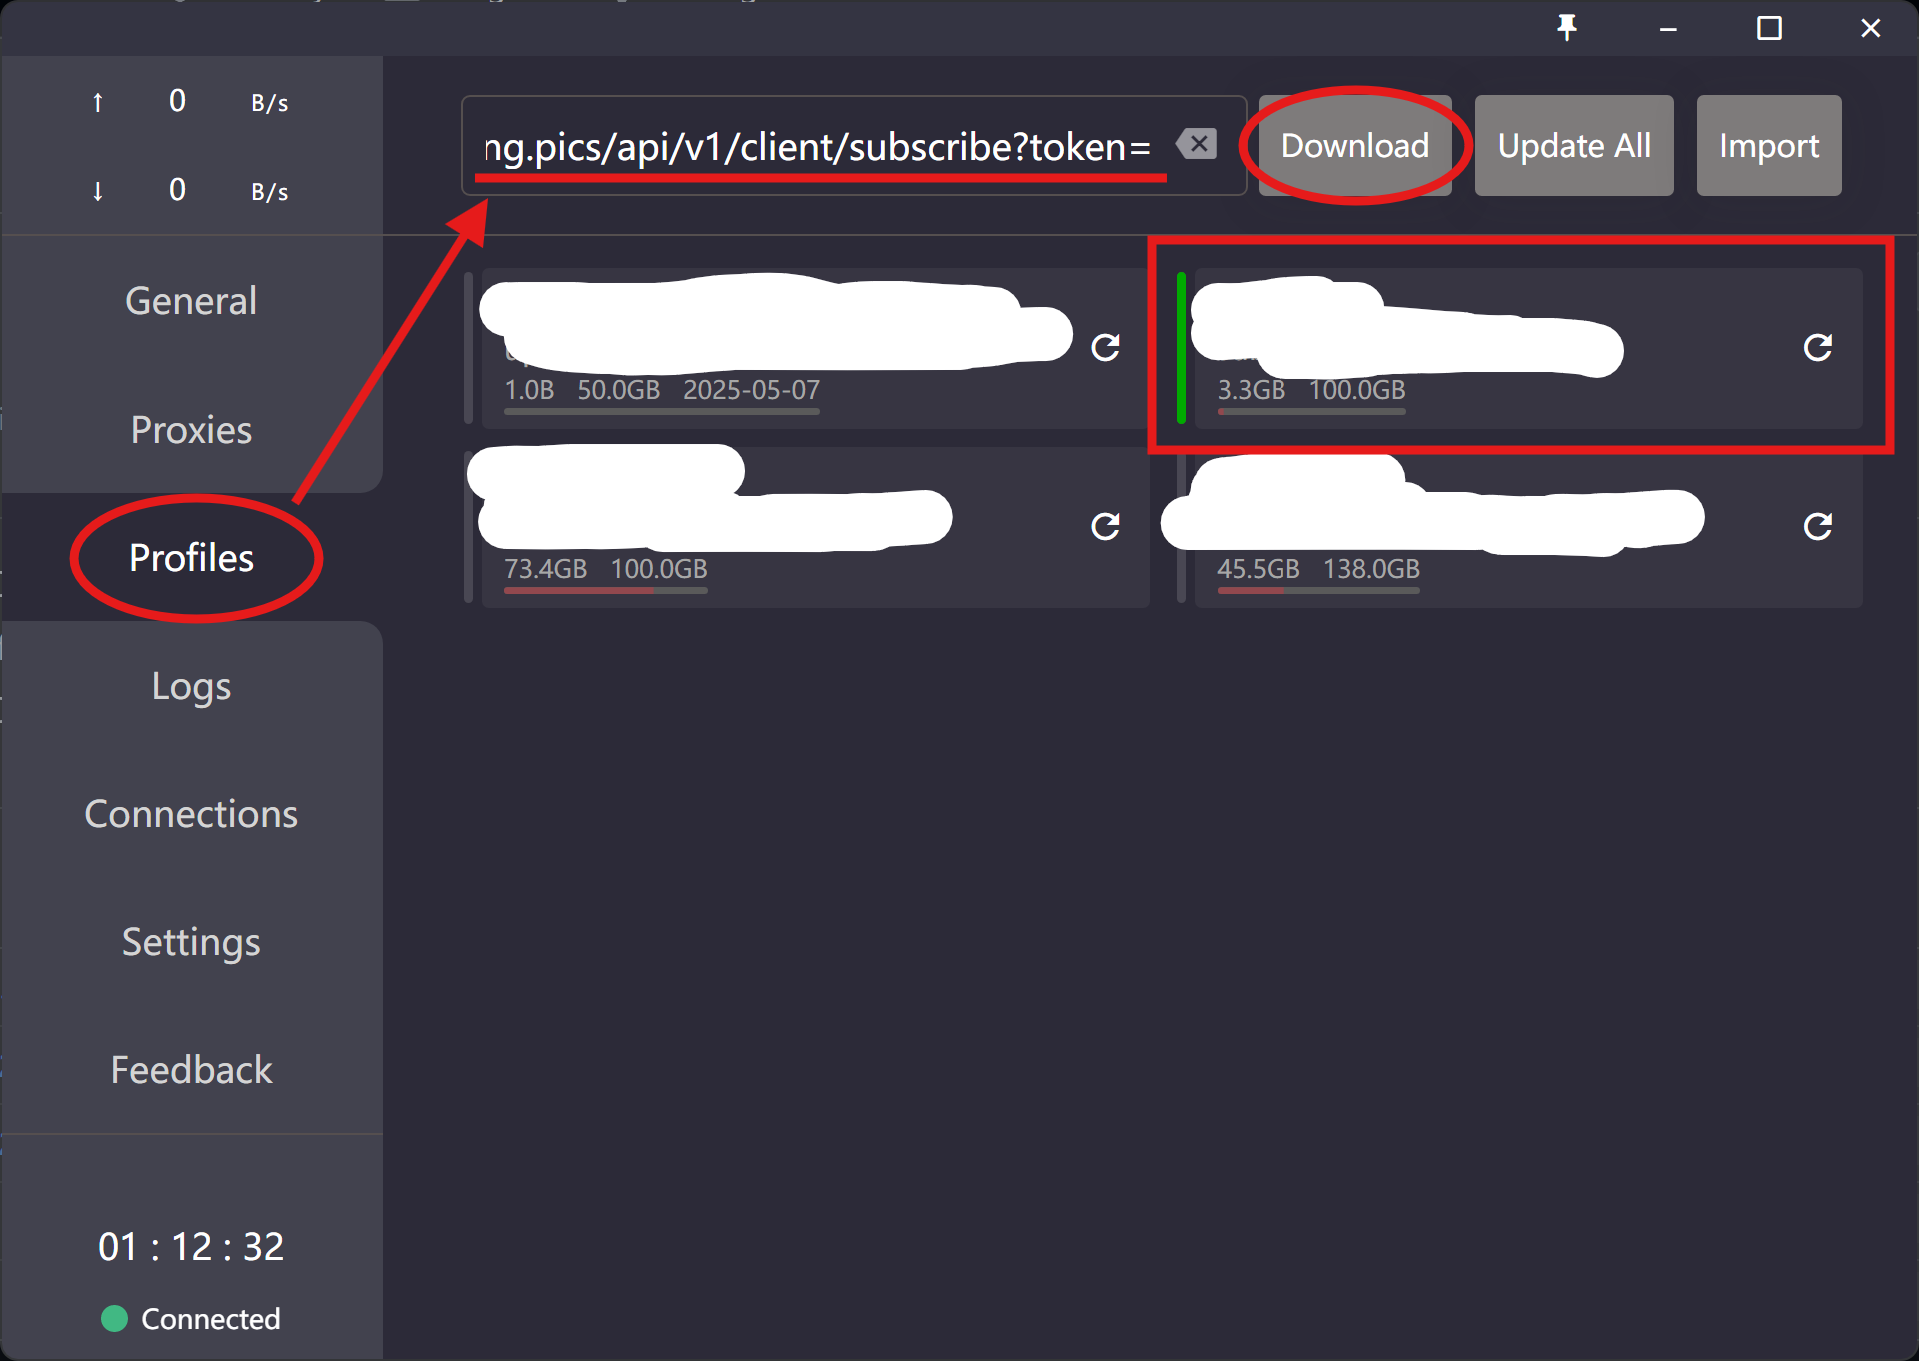 ↑ 0 B/s
↓ 0 B/s
General
Proxies
Profiles
Logs
Connections
Settings
Feedback
01 : 12 : 32
Connected
ng.pics/api/v1/client/subscribe?token=
Download
Update All
Import
1.0B 50.0GB 2025-05-07
3.3GB 100.0GB
73.4GB 100.0GB
45.5GB 138.0GB